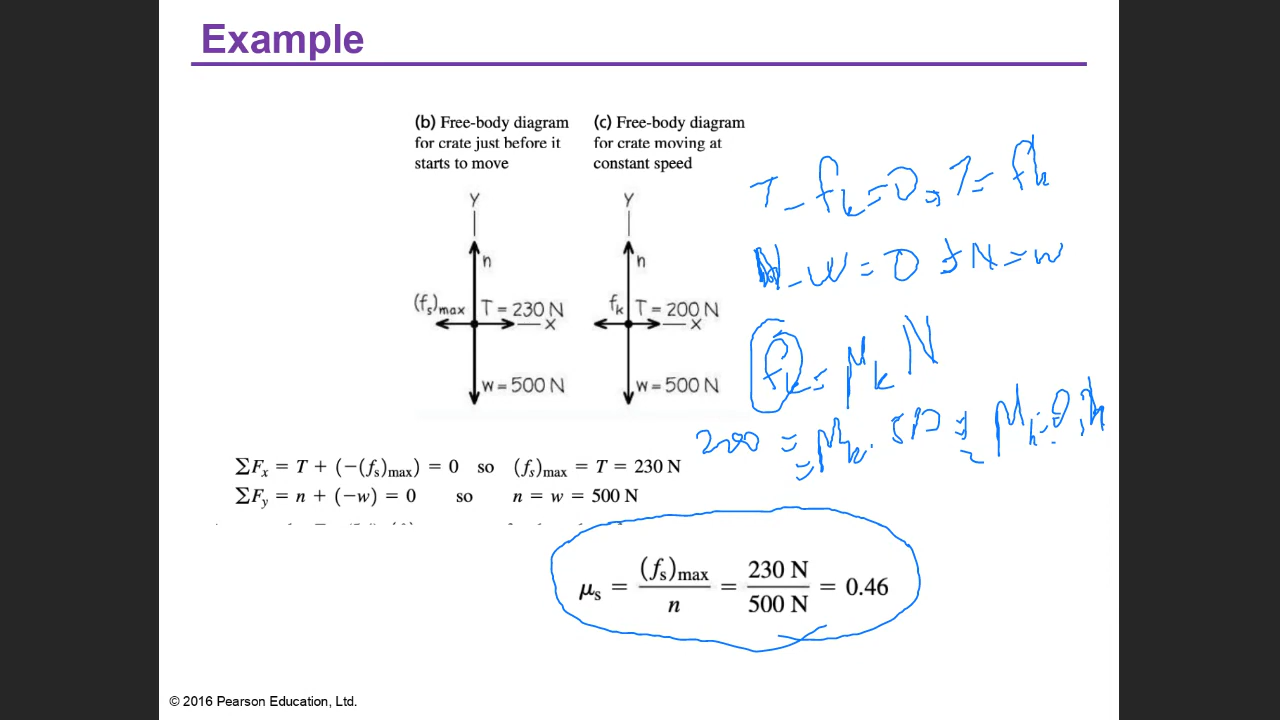 Example
(b) Free-body diagram for crate just before it starts to move
(c) Free-body diagram for crate moving at constant speed
Y
n
(fₛ)max T = 230 N
X
w = 500 N
Y
n
fₖ T = 200 N
X
w = 500 N
T - fk = 0 ⇒ T = fk
N - w = 0 ⇒ N = w
fk = μk N
200 = μk .
ΣFₓ = T + (−(fₛ)max) = 0 so (fₛ)max = T = 230 N
ΣFᵧ = n + (−w) = 0 so n = w = 500 N
μₛ = (fₛ)max / n = 230 N / 500 N = 0.46
© 2016 Pearson Education, Ltd.